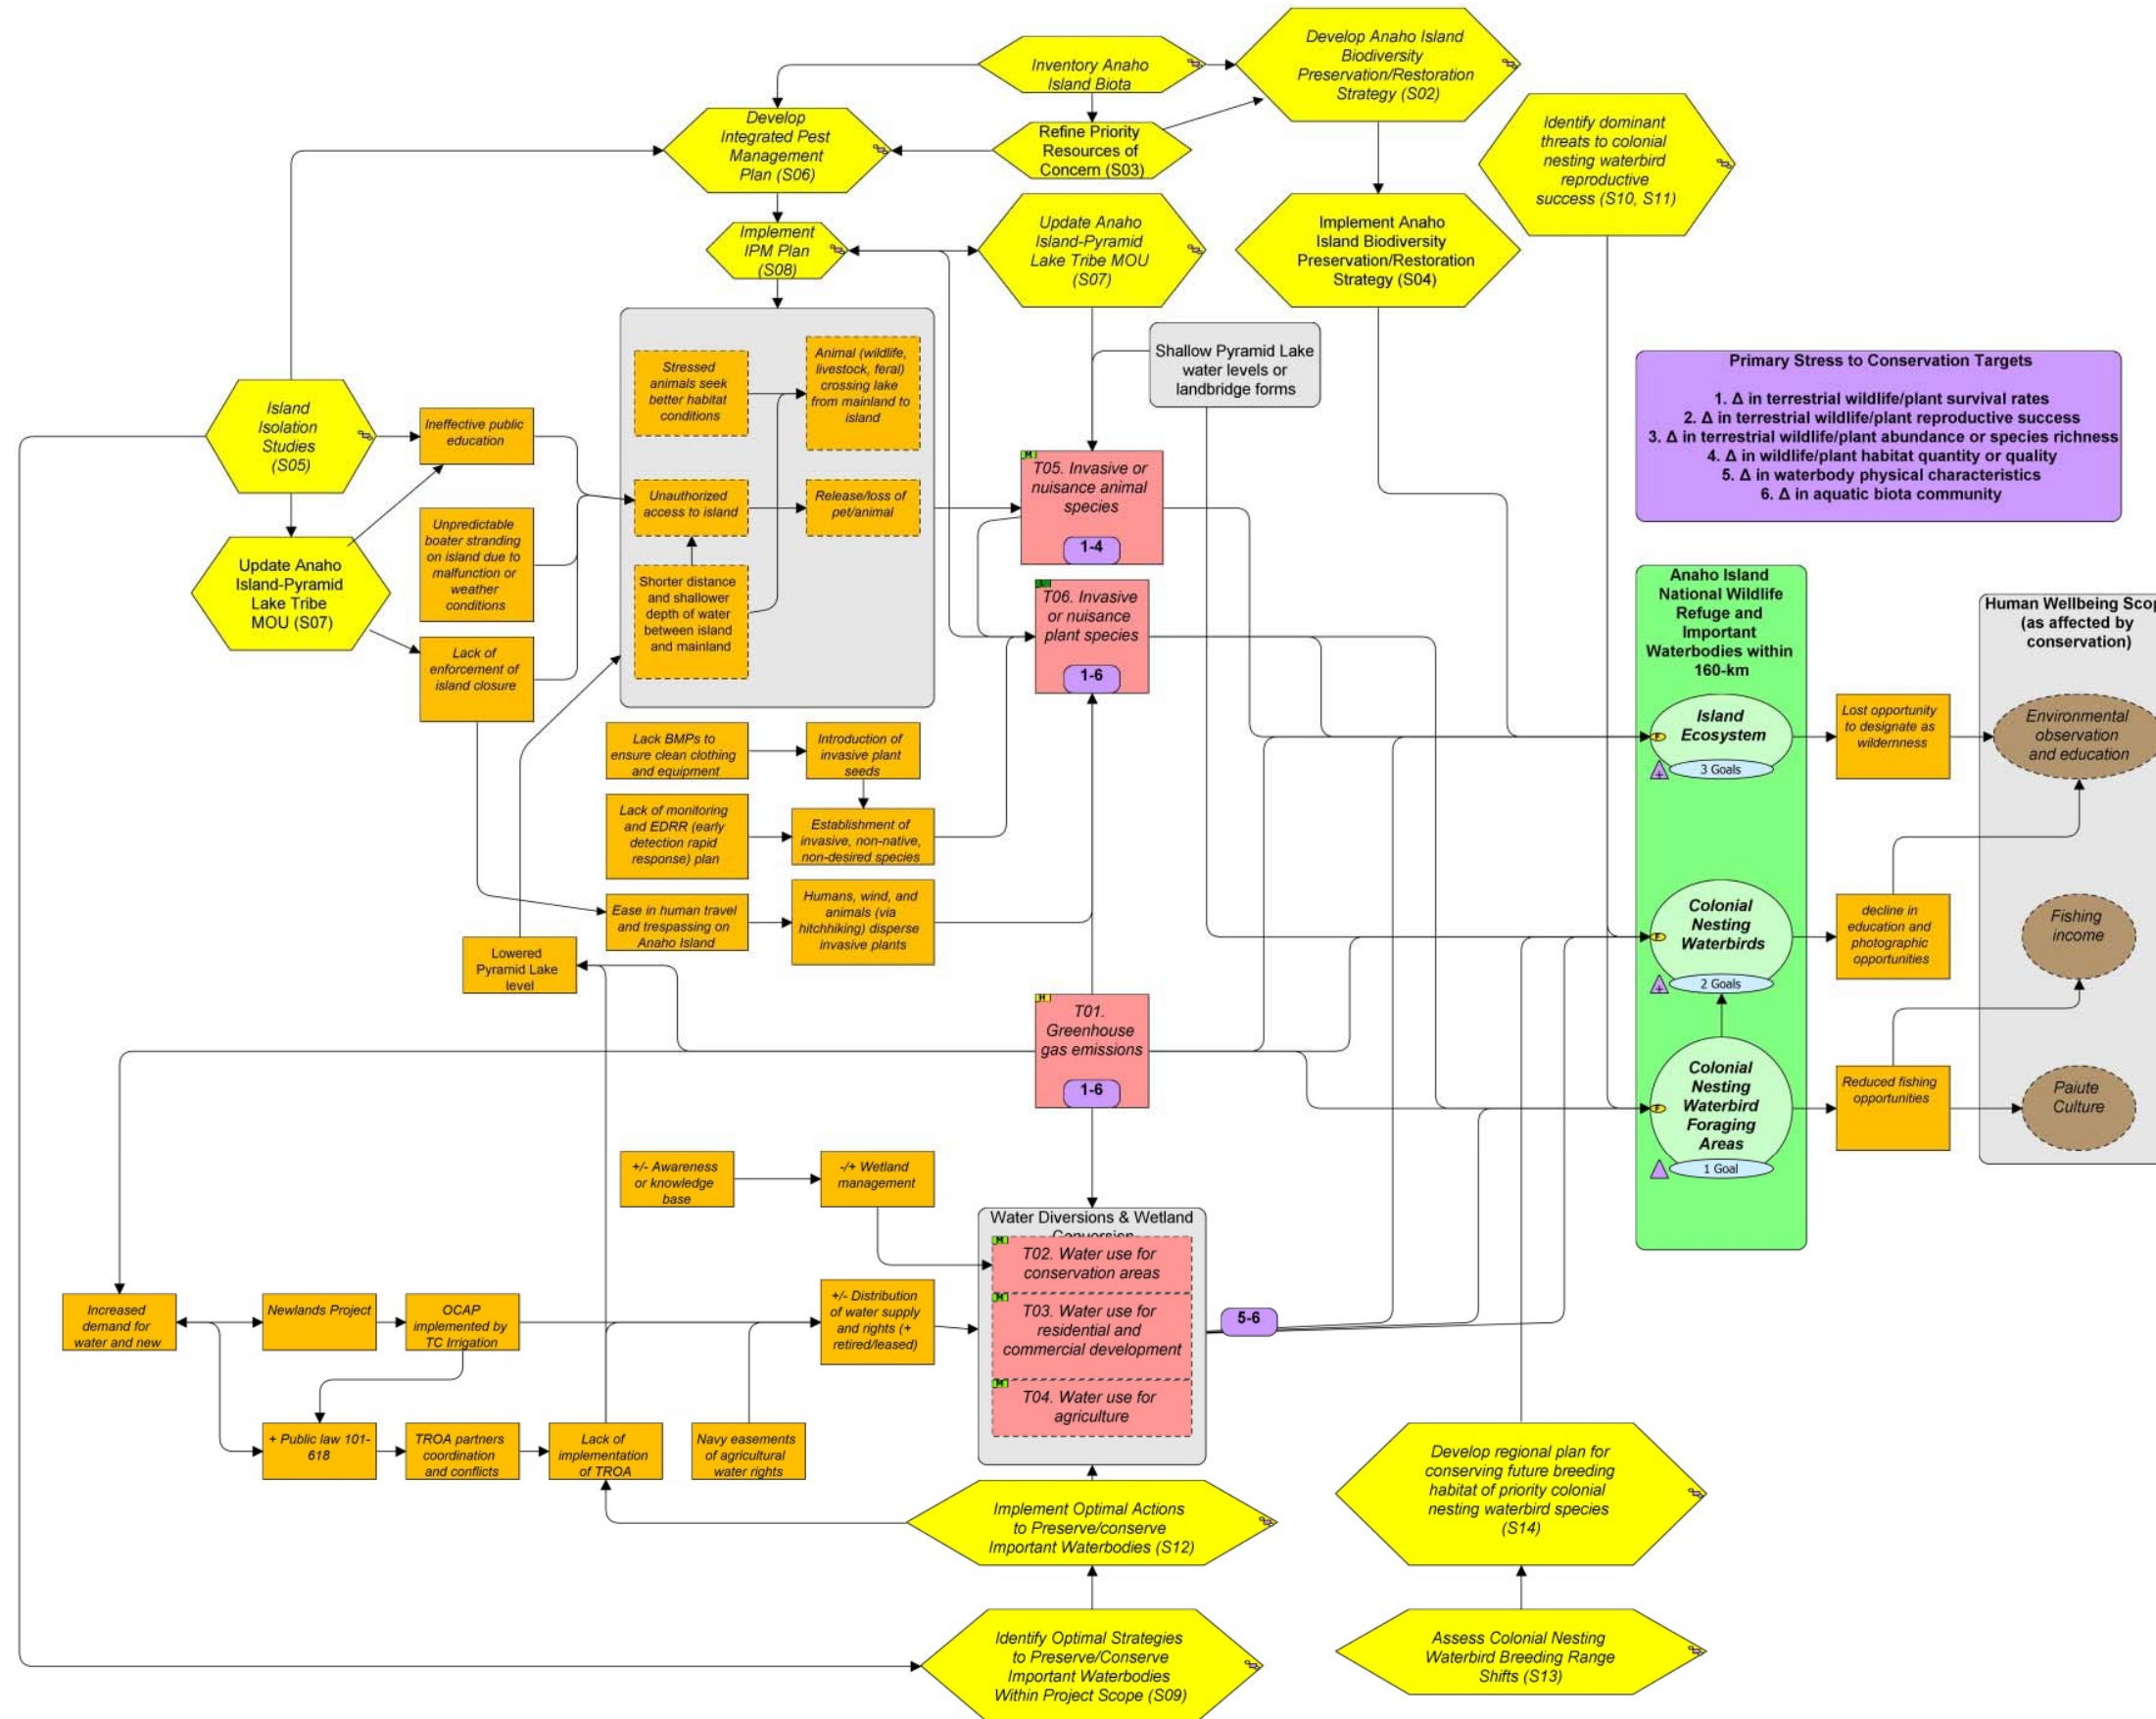 Inventory Anaho
Island Biota
Develop Anaho Island
Biodiversity
Preservation/Restoration
Strategy (S02)
Develop
Integrated Pest
Management
Plan (S06)
Refine Priority
Resources of
Concern (S03)
Identify dominant
threats to colonial
nesting waterbird
reproductive
success (S10, S11)
Implement
IPM Plan
(S08)
Update Anaho
Island-Pyramid
Lake Tribe MOU
(S07)
Implement Anaho
Island Biodiversity
Preservation/Restoration
Strategy (S04)
Shallow Pyramid Lake
water levels or
landbridge forms
Primary Stress to Conservation Targets
1. Δ in terrestrial wildlife/plant survival rates
2. Δ in terrestrial wildlife/plant reproductive success
3. Δ in terrestrial wildlife/plant abundance or species richness
4. Δ in wildlife/plant habitat quantity or quality
5. Δ in waterbody physical characteristics
6. Δ in aquatic biota community
Island
Isolation
Studies
(S05)
Ineffective public
education
Stressed
animals seek
better habitat
conditions
Animal (wildlife,
livestock, feral)
crossing lake
from mainland to
island
Unauthorized
access to island
Release/loss of
pet/animal
Shorter distance
and shallower
depth of water
between island
and mainland
Unpredictable
boater stranding
on island due to
malfunction or
weather
conditions
Update Anaho
Island-Pyramid
Lake Tribe
MOU (S07)
Lack of
enforcement of
island closure
M
T05. Invasive or
nuisance animal
species
1-4
T06. Invasive
or nuisance
plant species
1-6
Lack BMPs to
ensure clean clothing
and equipment
Introduction of
invasive plant
seeds
Lack of monitoring
and EDRR (early
detection rapid
response) plan
Establishment of
invasive, non-native,
non-desired species
Ease in human travel
and trespassing on
Anaho Island
Humans, wind, and
animals (via
hitchhiking) disperse
invasive plants
Lowered
Pyramid Lake
level
H
T01.
Greenhouse
gas emissions
1-6
Anaho Island
National Wildlife
Refuge and
Important
Waterbodies within
160-km
Island
Ecosystem
3 Goals
Colonial
Nesting
Waterbirds
2 Goals
Colonial
Nesting
Waterbird
Foraging
Areas
1 Goal
Lost opportunity
to designate as
wildernness
decline in
education and
photographic
opportunities
Reduced fishing
opportunities
Human Wellbeing Scop
(as affected by
conservation)
Environmental
observation
and education
Fishing
income
Paiute
Culture
+/- Awareness
or knowledge
base
-/+ Wetland
management
Water Diversions & Wetland
Conversion
M
T02. Water use for
conservation areas
M
T03. Water use for
residential and
commercial development
M
T04. Water use for
agriculture
5-6
Increased
demand for
water and new
Newlands Project
OCAP
implemented by
TC Irrigation
+/- Distribution
of water supply
and rights (+
retired/leased)
+ Public law 101-
618
TROA partners
coordination
and conflicts
Lack of
implementation
of TROA
Navy easements
of agricultural
water rights
Implement Optimal Actions
to Preserve/conserve
Important Waterbodies (S12)
Identify Optimal Strategies
to Preserve/Conserve
Important Waterbodies
Within Project Scope (S09)
Develop regional plan for
conserving future breeding
habitat of priority colonial
nesting waterbird species
(S14)
Assess Colonial Nesting
Waterbird Breeding Range
Shifts (S13)